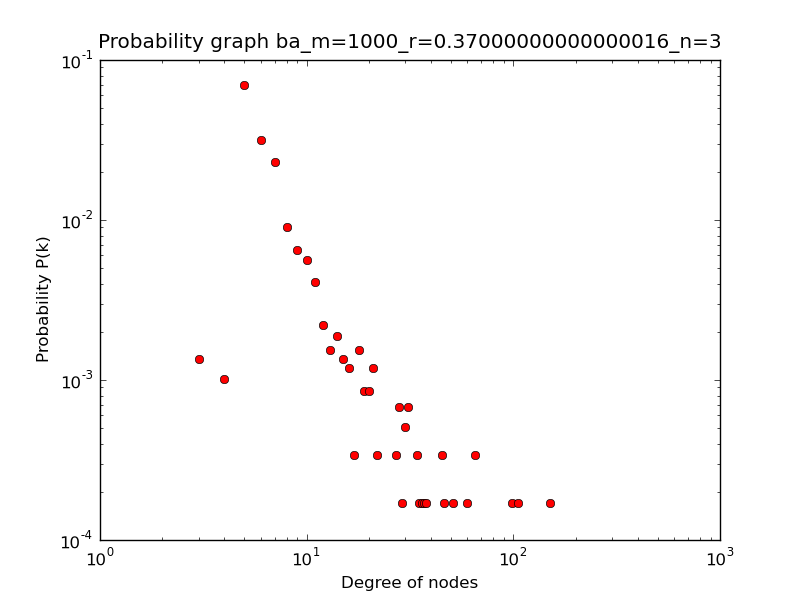 Probability graph ba_m=1000_r=0.37000000000000016_n=3
10^-1
10^-2
10^-3
10^-4
Probability P(k)
10^0
10^1
10^2
10^3
Degree of nodes